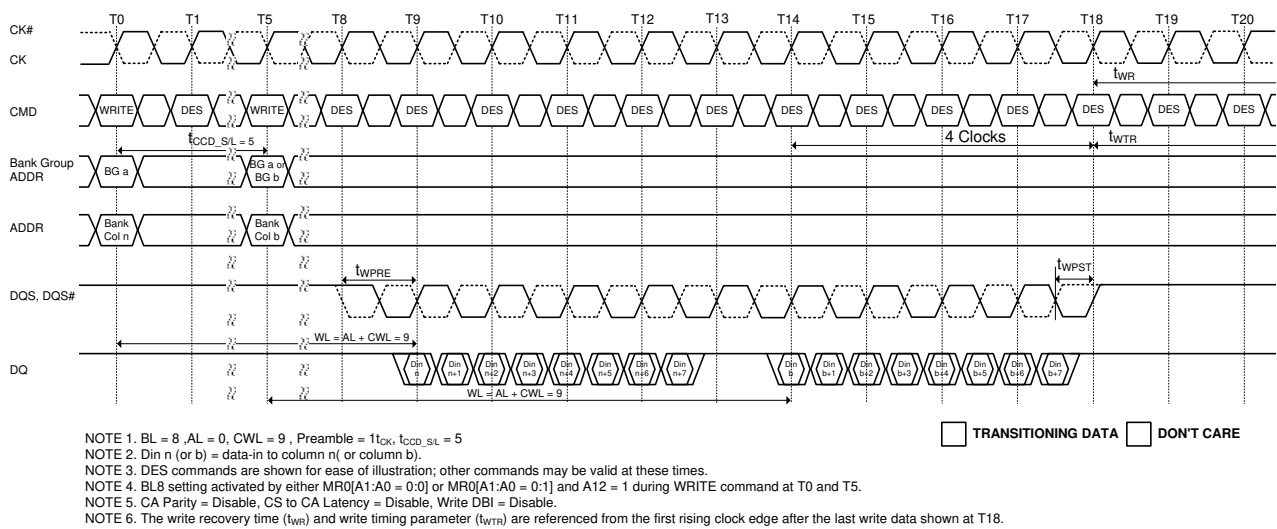 T0 T1 T5 T8 T9 T10 T11 T12 T13 T14 T15 T16 T17 T18 T19 T20
CK#
CK
tWR
CMD WRITE DES WRITE DES DES DES DES DES DES DES DES DES DES DES DES DES
tCCD_S/L = 5
4 Clocks
tWTR
Bank Group
ADDR
BG a
BG a or
BG b
ADDR
Bank
Col n
Bank
Col b
tWPRE
tWPST
DQS, DQS#
WL = AL + CWL = 9
DQ
Din n Din n+1 Din n+2 Din n+3 Din n+4 Din n+5 Din n+6 Din n+7 Din b Din b+1 Din b+2 Din b+3 Din b+4 Din b+5 Din b+6 Din b+7
WL = AL + CWL = 9
NOTE 1. BL = 8 ,AL = 0, CWL = 9 , Preamble = 1tCK, tCCD_S/L = 5
TRANSITIONING DATA DON'T CARE
NOTE 2. Din n ( or b) = data-in to column n( or column b).
NOTE 3. DES commands are shown for ease of illustration; other commands may be valid at these times.
NOTE 4. BL8 setting activated by either MR0[A1:A0 = 0:0] or MR0[A1:A0 = 0:1] and A12 = 1 during WRITE command at T0 and T5.
NOTE 5. CA Parity = Disable, CS to CA Latency = Disable, Write DBI = Disable.
NOTE 6. The write recovery time (tWR) and write timing parameter (tWTR) are referenced from the first rising clock edge after the last write data shown at T18.